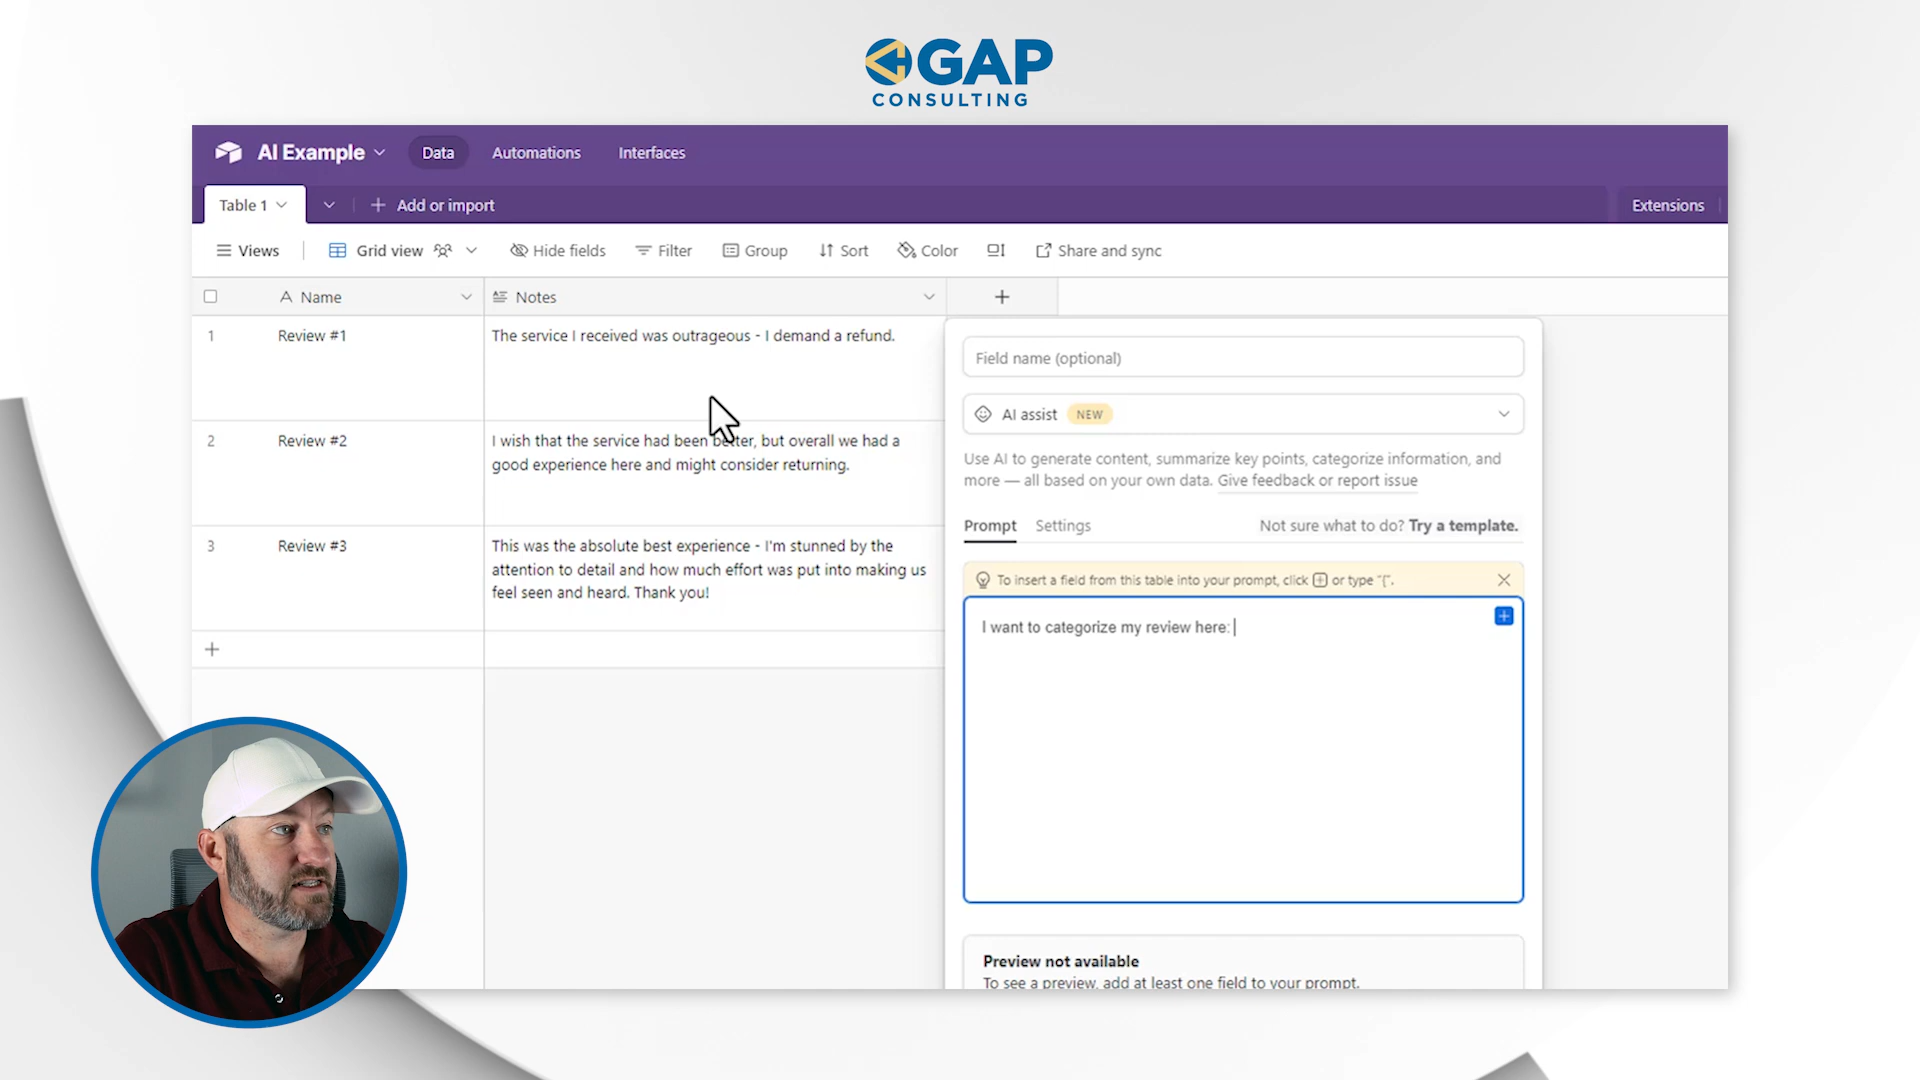 GAP
CONSULTING
AI Example
Data
Automations
Interfaces
Table 1
Add or import
Extensions
Views
Grid view
Hide fields
Filter
Group
Sort
Color
Share and sync
Name
Notes
1
Review #1
The service I received was outrageous - I demand a refund.
2
Review #2
I wish that the service had been better, but overall we had a
good experience here and might consider returning.
3
Review #3
This was the absolute best experience - I'm stunned by the
attention to detail and how much effort was put into making us
feel seen and heard. Thank you!
Field name (optional)
AI assist NEW
Use AI to generate content, summarize key points, categorize information, and
more — all based on your own data. Give feedback or report issue
Prompt
Settings
Not sure what to do? Try a template.
To insert a field from this table into your prompt, click + or type "{".
I want to categorize my review here:
Preview not available
To see a preview, add at least one field to your prompt.